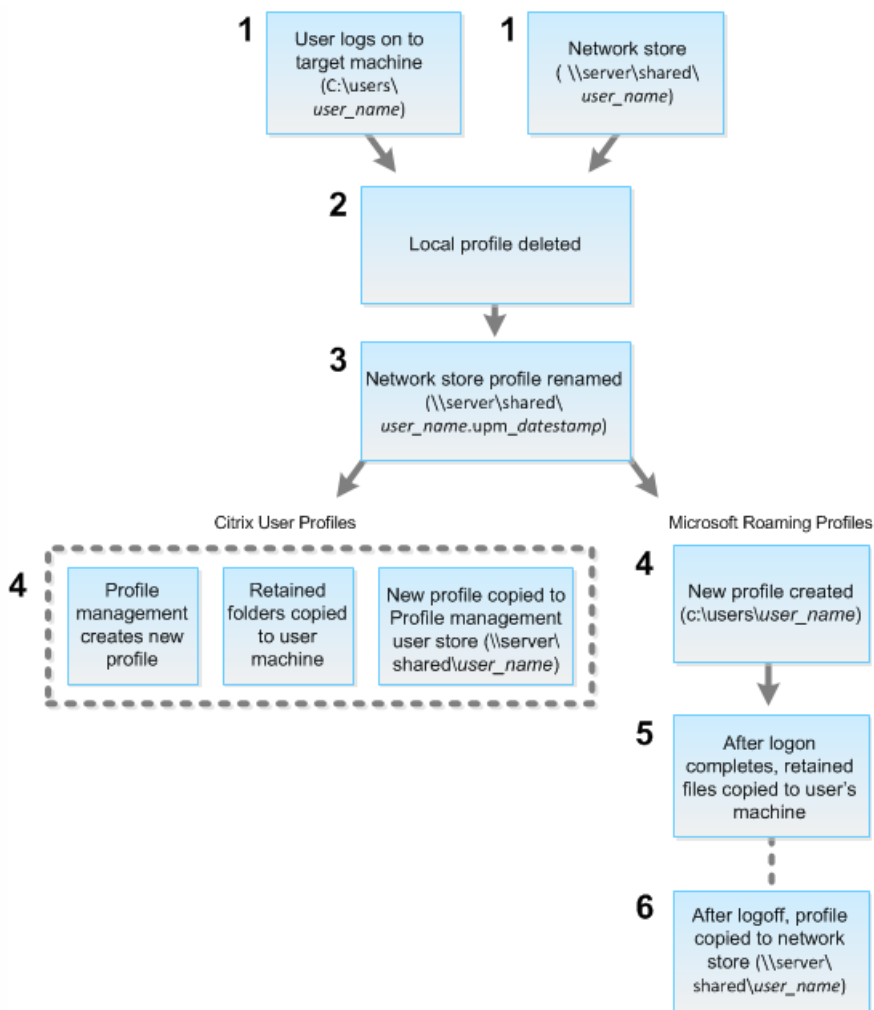 1
User logs on to
target machine
(C:\users\
user_name)
1
Network store
( \\server\shared\
user_name)
2
Local profile deleted
3
Network store profile renamed
(\\server\shared\
user_name.upm_datestamp)
Citrix User Profiles
4
Profile
management
creates new
profile
Retained
folders copied
to user
machine
New profile copied to
Profile management
user store (\\server\
shared\user_name)
Microsoft Roaming Profiles
4
New profile created
(c:\users\user_name)
5
After logon
completes, retained
files copied to user's
machine
6
After logoff, profile
copied to network
store (\\server\
shared\user_name)